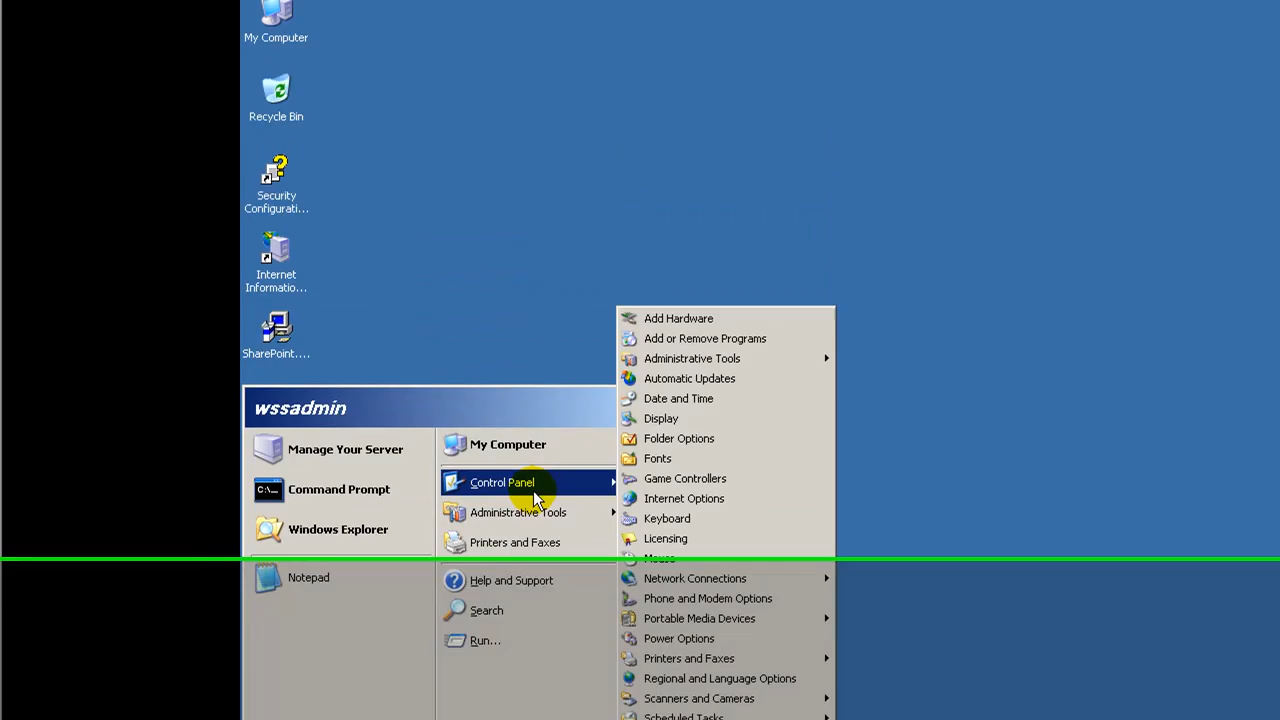 My Computer
Recycle Bin
Security
Configurati...
Internet
Informatio...
SharePoint....
wssadmin
Manage Your Server
Command Prompt
Windows Explorer
Notepad
My Computer
Control Panel
Administrative Tools
Printers and Faxes
Help and Support
Search
Run...
Add Hardware
Add or Remove Programs
Administrative Tools
Automatic Updates
Date and Time
Display
Folder Options
Fonts
Game Controllers
Internet Options
Keyboard
Licensing
Mouse
Network Connections
Phone and Modem Options
Portable Media Devices
Power Options
Printers and Faxes
Regional and Language Options
Scanners and Cameras
Scheduled Tasks